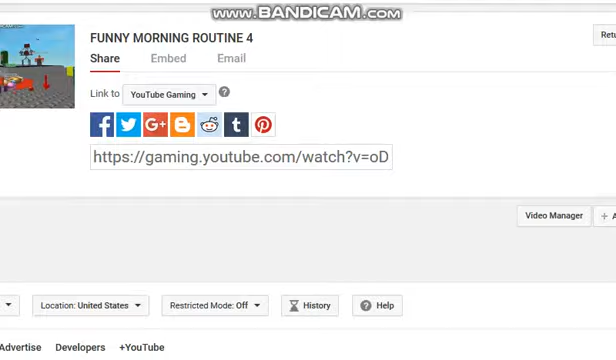 www.BANDICAM.com
FUNNY MORNING ROUTINE 4
Retu
Share Embed Email
Link to YouTube Gaming ?
f G+ t
https://gaming.youtube.com/watch?v=oD
Video Manager + A
Location: United States Restricted Mode: Off History ? Help
Advertise Developers +YouTube